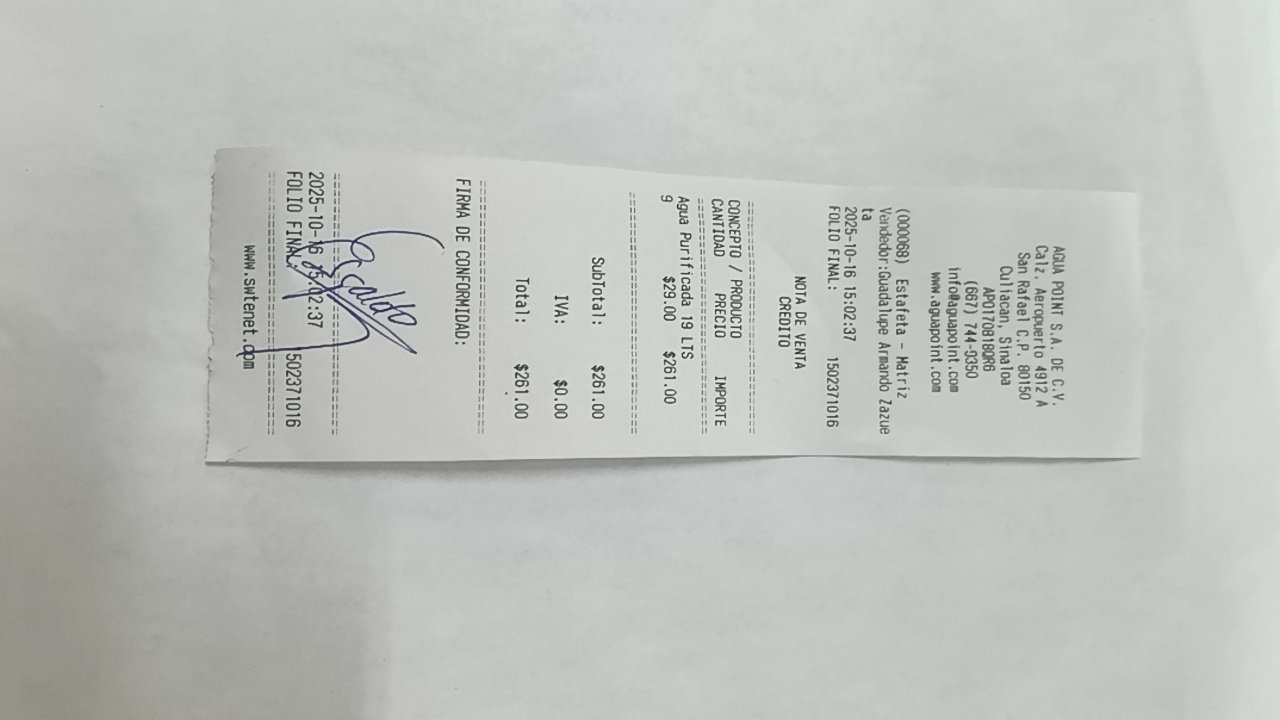 AGUA POINT S.A. DE C.V.
Calz. Aeropuerto 4912 A
San Rafael C.P. 80150
Culiacan, Sinaloa
APO1708180R6
(667) 744-9350
info@aguapoint.com
www.aguapoint.com
(000068) Estafeta - Matriz
Vendedor:Guadalupe Armando Zazue
ta
2025-10-16 15:02:37
FOLIO FINAL: 1502371016
NOTA DE VENTA
CREDITO
================================
CONCEPTO / PRODUCTO
CANTIDAD PRECIO IMPORTE
================================
Agua Purificada 19 LTS
9 $29.00 $261.00
================================
SubTotal: $261.00
IVA: $0.00
Total: $261.00
================================
FIRMA DE CONFORMIDAD:
================================
2025-10-16 15:02:37
FOLIO FINAL: 1502371016
================================
www.swtenet.com